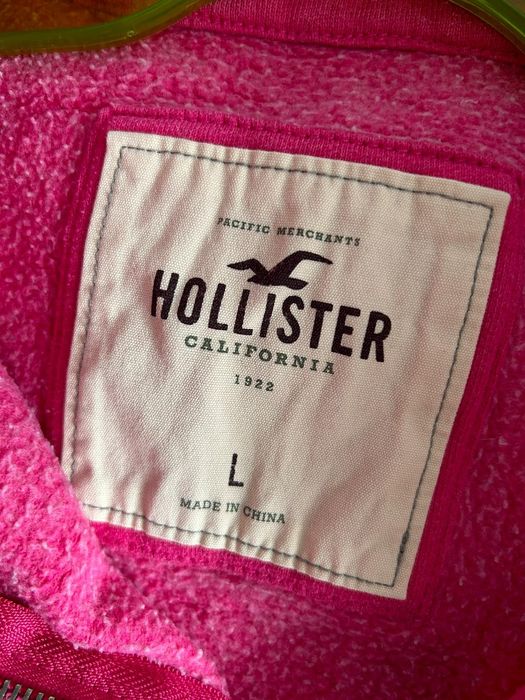 PACIFIC MERCHANTS
HOLLISTER
CALIFORNIA
1922
L
MADE IN CHINA